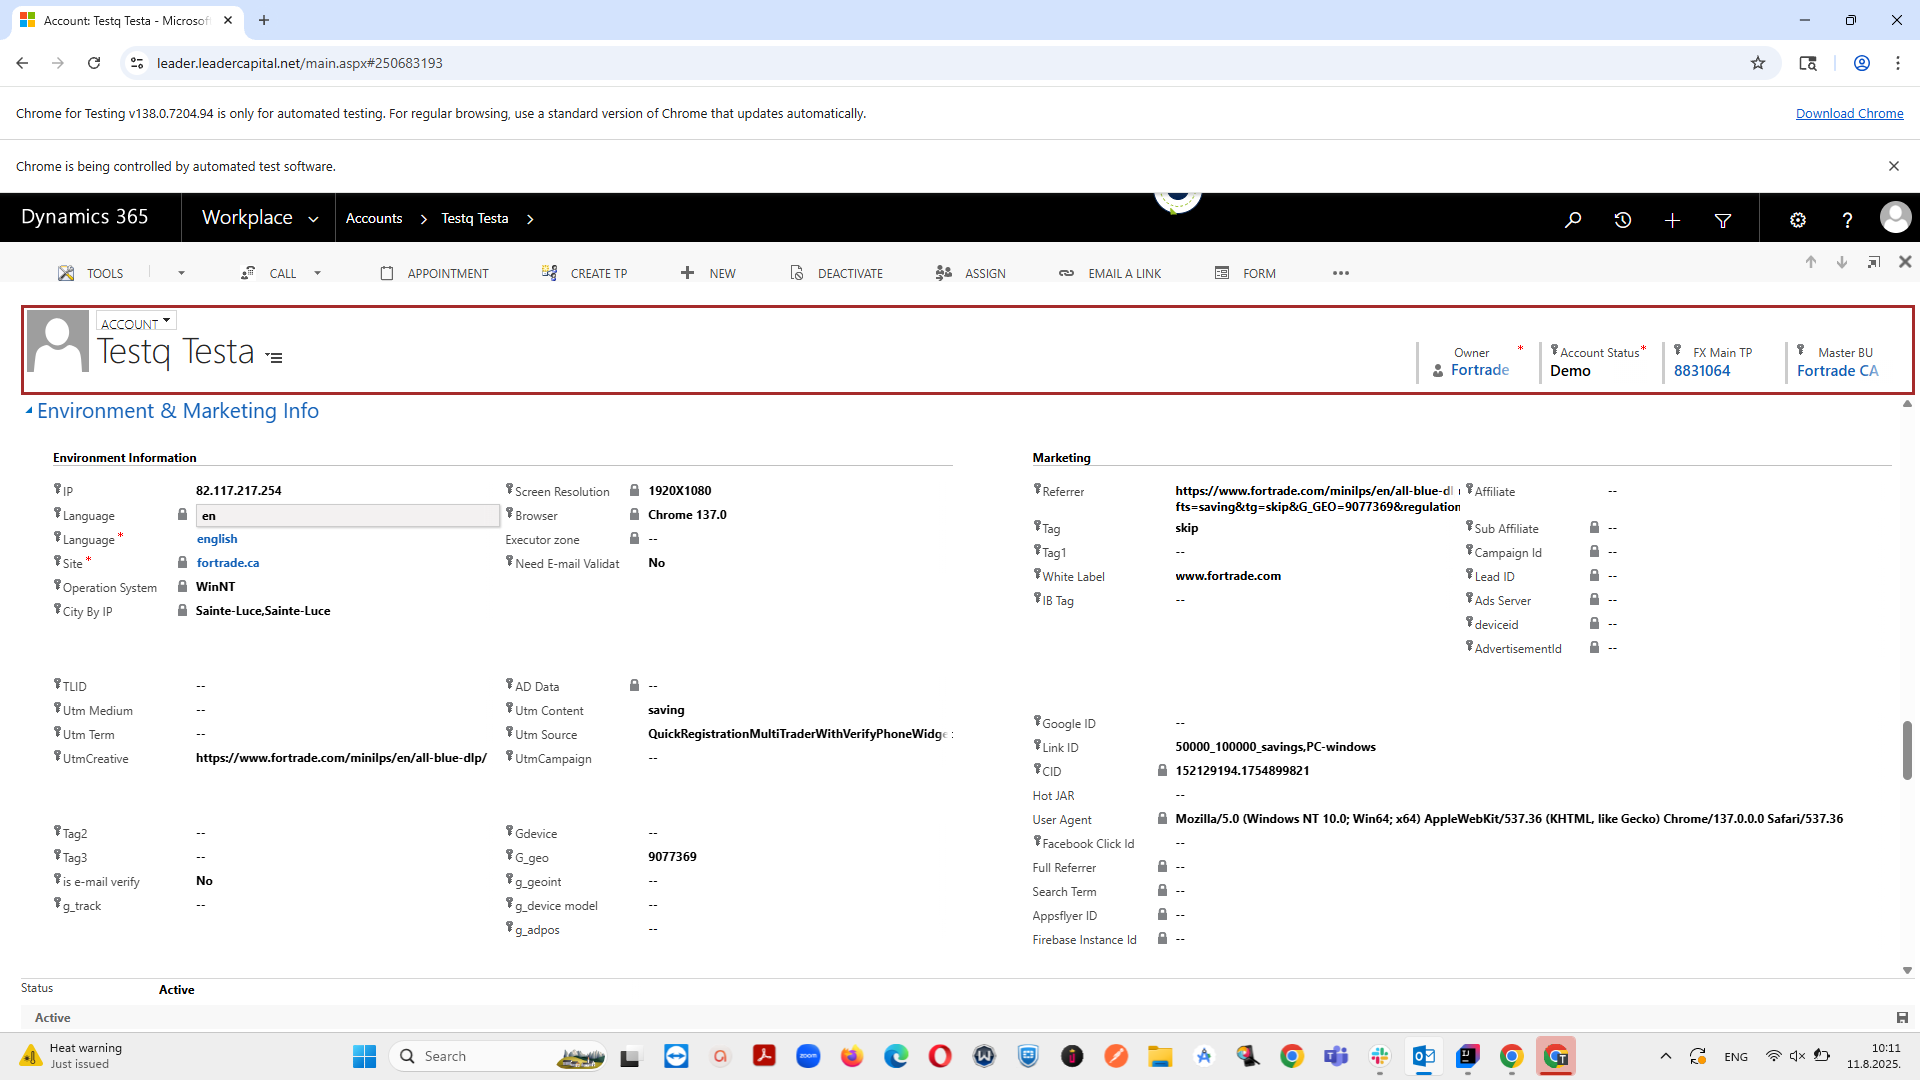 Account: Testq Testa - Microsof
leader.leadercapital.net/main.aspx#250683193
Chrome for Testing v138.0.7204.94 is only for automated testing. For regular browsing, use a standard version of Chrome that updates automatically.
Download Chrome
Chrome is being controlled by automated test software.
Dynamics 365
Workplace
Accounts
Testq Testa
TOOLS
CALL
APPOINTMENT
CREATE TP
NEW
DEACTIVATE
ASSIGN
EMAIL A LINK
FORM
ACCOUNT
Testq Testa
Owner *
Fortrade
Account Status*
Demo
FX Main TP
8831064
Master BU
Fortrade CA
Environment & Marketing Info
Environment Information
IP 82.117.217.254
Language en
Language* english
Site* fortrade.ca
Operation System WinNT
City By IP Sainte-Luce,Sainte-Luce
Screen Resolution 1920X1080
Browser Chrome 137.0
Executor zone --
Need E-mail Validat No
TLID --
Utm Medium --
Utm Term --
UtmCreative https://www.fortrade.com/minilps/en/all-blue-dlp/
AD Data --
Utm Content saving
Utm Source QuickRegistrationMultiTraderWithVerifyPhoneWidge
UtmCampaign --
Tag2 --
Tag3 --
is e-mail verify No
g_track --
Gdevice --
G_geo 9077369
g_geoint --
g_device model --
g_adpos --
Marketing
Referrer https://www.fortrade.com/minilps/en/all-blue-dl
fts=saving&tg=skip&G_GEO=9077369&regulation
Tag skip
Tag1 --
White Label www.fortrade.com
IB Tag --
Affiliate --
Sub Affiliate --
Campaign Id --
Lead ID --
Ads Server --
deviceid --
AdvertisementId --
Google ID --
Link ID 50000_100000_savings,PC-windows
CID 152129194.1754899821
Hot JAR --
User Agent Mozilla/5.0 (Windows NT 10.0; Win64; x64) AppleWebKit/537.36 (KHTML, like Gecko) Chrome/137.0.0.0 Safari/537.36
Facebook Click Id --
Full Referrer --
Search Term --
Appsflyer ID --
Firebase Instance Id --
Status Active
Active
Heat warning
Just issued
Search
zoom
ENG
10:11
11.8.2025.